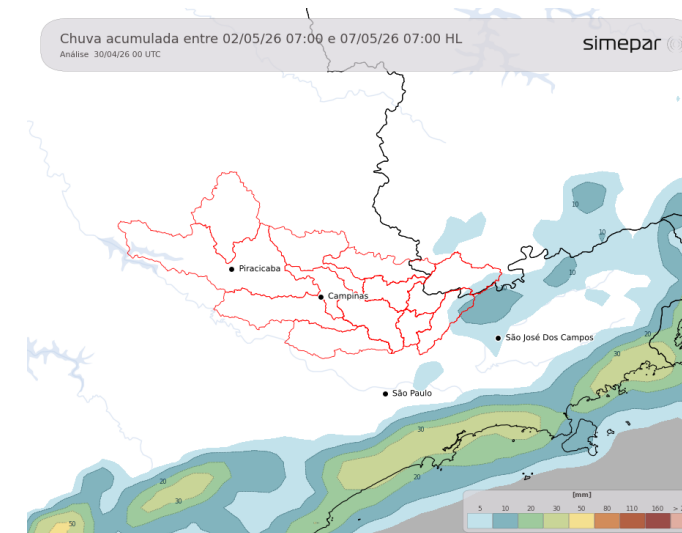 Chuva acumulada entre 02/05/26 07:00 e 07/05/26 07:00 HL
Análise 30/04/26 00 UTC
simepar
10
10
10
Piracicaba
Campinas
São José Dos Campos
20
30
São Paulo
30
20
20
30
50
[mm]
5 10 20 30 50 80 110 160 >